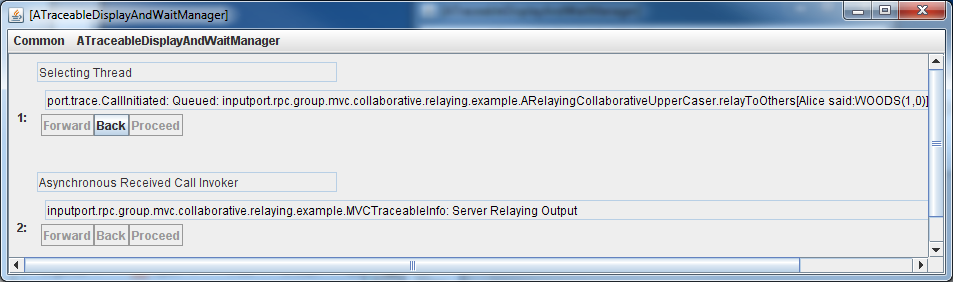 [ATraceableDisplayAndWaitManager]
Common ATraceableDisplayAndWaitManager
Selecting Thread
port.trace.CallInitiated: Queued: inputport.rpc.group.mvc.collaborative.relaying.example.ARelayingCollaborativeUpperCaser.relayToOthers[Alice said:WOODS(1,0)]
1:
Forward Back Proceed
Asynchronous Received Call Invoker
inputport.rpc.group.mvc.collaborative.relaying.example.MVCTraceableInfo: Server Relaying Output
2:
Forward Back Proceed